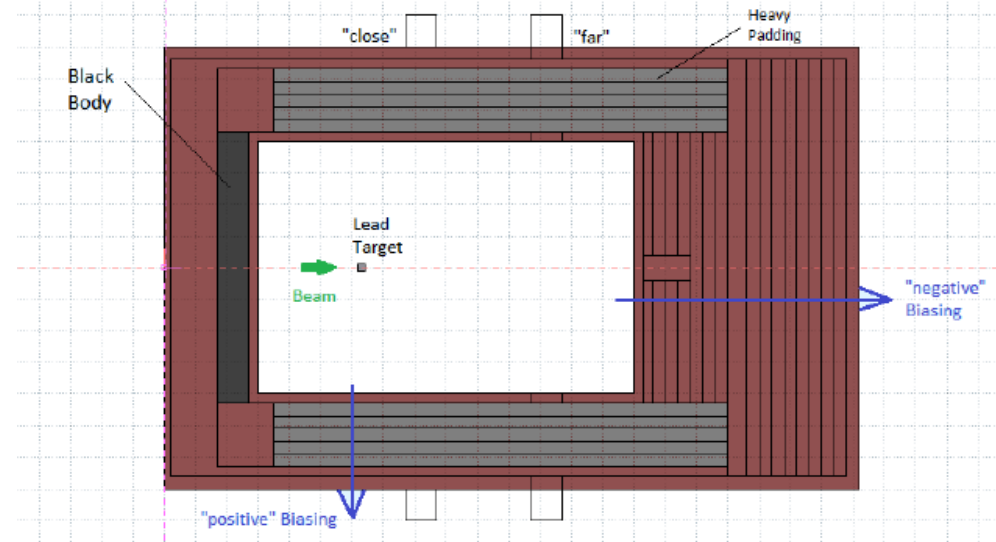 "close"
"far"
Heavy
Padding
Black
Body
Lead
Target
Beam
"negative"
Biasing
"positive" Biasing